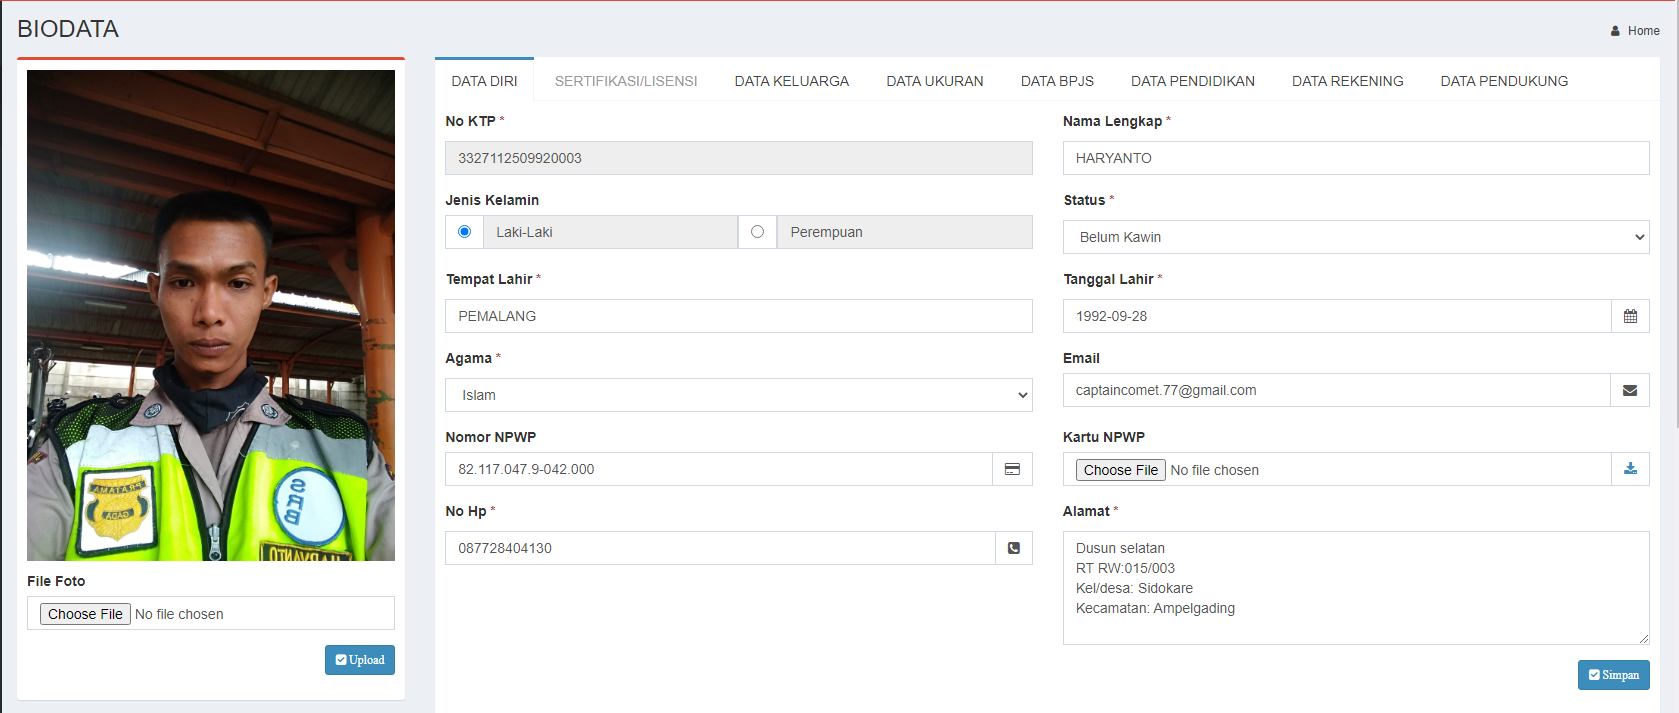 BIODATA
Home
DATA DIRI
SERTIFIKASI/LISENSI
DATA KELUARGA
DATA UKURAN
DATA BPJS
DATA PENDIDIKAN
DATA REKENING
DATA PENDUKUNG
No KTP *
3327112509920003
Nama Lengkap *
HARYANTO
Jenis Kelamin
Laki-Laki
Perempuan
Status *
Belum Kawin
Tempat Lahir *
PEMALANG
Tanggal Lahir *
1992-09-28
Agama *
Islam
Email
captaincomet.77@gmail.com
Nomor NPWP
82.117.047.9-042.000
Kartu NPWP
Choose File No file chosen
No Hp *
087728404130
Alamat *
Dusun selatan
RT RW:015/003
Kel/desa: Sidokare
Kecamatan: Ampelgading
Simpan
PRATAMA
GADA
HARYANTO
File Foto
Choose File No file chosen
Upload